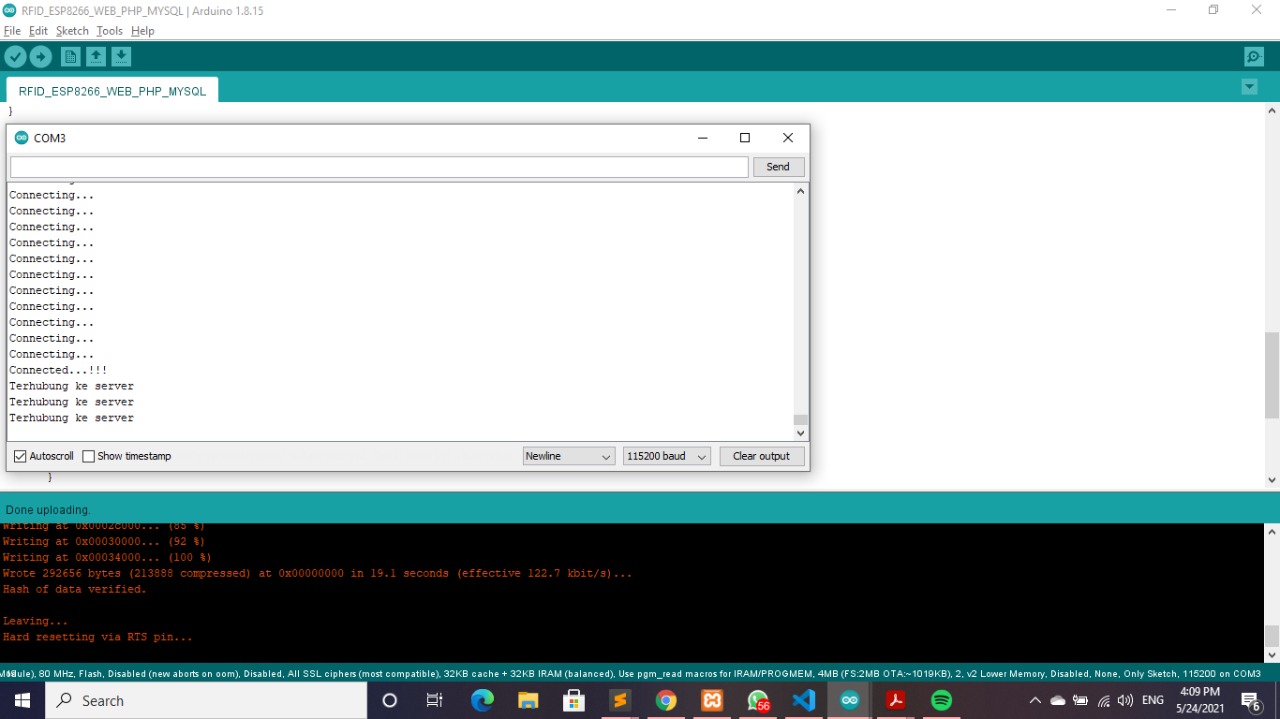 RFID_ESP8266_WEB_PHP_MYSQL | Arduino 1.8.15
File Edit Sketch Tools Help
RFID_ESP8266_WEB_PHP_MYSQL
}
COM3
Send
Connecting...
Connecting...
Connecting...
Connecting...
Connecting...
Connecting...
Connecting...
Connecting...
Connecting...
Connecting...
Connecting...
Connected...!!!
Terhubung ke server
Terhubung ke server
Terhubung ke server
Autoscroll Show timestamp Newline 115200 baud Clear output
}
Done uploading.
Writing at 0x0002c000... (85 %)
Writing at 0x00030000... (92 %)
Writing at 0x00034000... (100 %)
Wrote 292656 bytes (213888 compressed) at 0x00000000 in 19.1 seconds (effective 122.7 kbit/s)...
Hash of data verified.
Leaving...
Hard resetting via RTS pin...
80 MHz, Flash, Disabled (new aborts on oom), Disabled, All SSL ciphers (most compatible), 32KB cache + 32KB IRAM (balanced), Use pgm_read macros for IRAM/PROGMEM, 4MB (FS:2MB OTA:~1019KB), 2, v2 Lower Memory, Disabled, None, Only Sketch, 115200 on COM3
Search
56
ENG
4:09 PM
5/24/2021
6